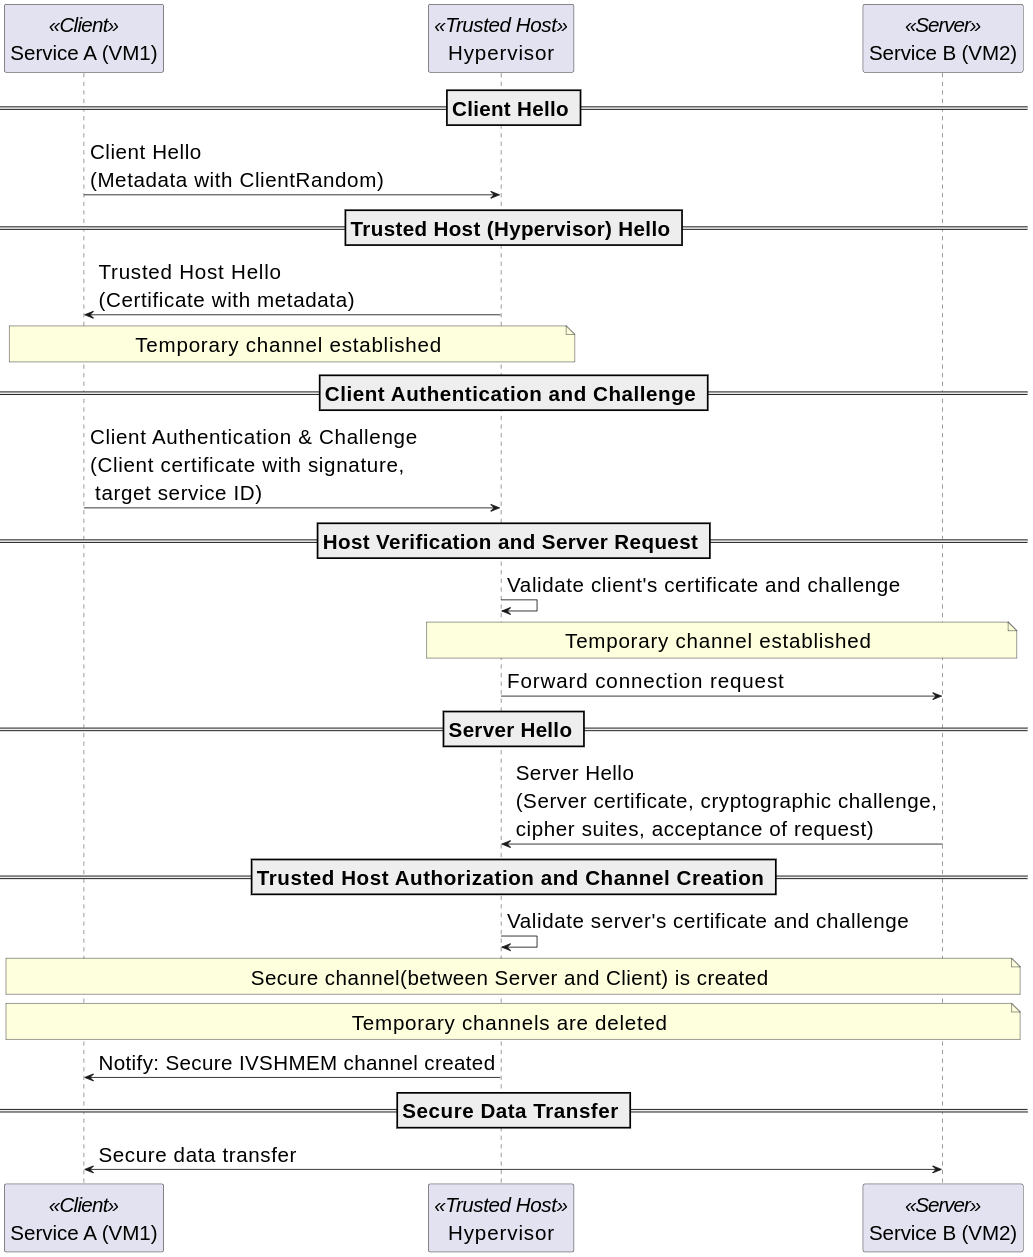 «Client»
Service A (VM1)
«Trusted Host»
Hypervisor
«Server»
Service B (VM2)
Client Hello
Client Hello
(Metadata with ClientRandom)
Trusted Host (Hypervisor) Hello
Trusted Host Hello
(Certificate with metadata)
Temporary channel established
Client Authentication and Challenge
Client Authentication & Challenge
(Client certificate with signature,
target service ID)
Host Verification and Server Request
Validate client's certificate and challenge
Temporary channel established
Forward connection request
Server Hello
Server Hello
(Server certificate, cryptographic challenge,
cipher suites, acceptance of request)
Trusted Host Authorization and Channel Creation
Validate server's certificate and challenge
Secure channel(between Server and Client) is created
Temporary channels are deleted
Notify: Secure IVSHMEM channel created
Secure Data Transfer
Secure data transfer
«Client»
Service A (VM1)
«Trusted Host»
Hypervisor
«Server»
Service B (VM2)